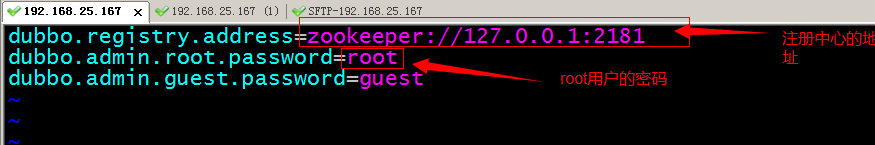 192.168.25.167 192.168.25.167 (1) SFTP-192.168.25.167
dubbo.registry.address=zookeeper://127.0.0.1:2181
注册中心的地
址
dubbo.admin.root.password=root
root用户的密码
dubbo.admin.guest.password=guest
~
~
~